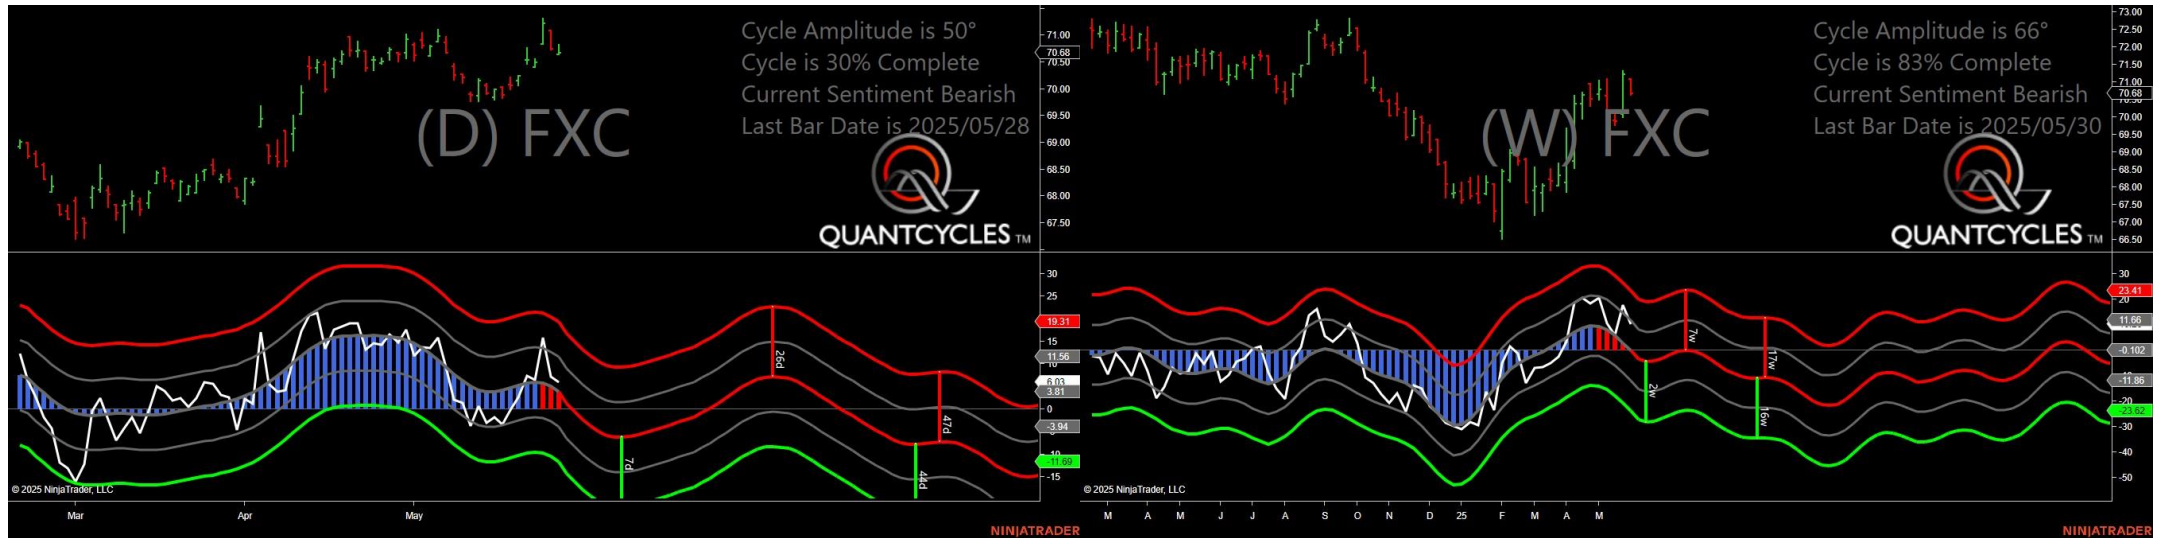 Cycle Amplitude is 50°
Cycle is 30% Complete
Current Sentiment Bearish
Last Bar Date is 2025/05/28
(D) FXC
QUANTCYCLES TM
71.00
70.68
70.50
70.00
69.50
69.00
68.50
68.00
67.50
30
25
19.31
15
11.56
10
6.03
3.81
0
-3.94
-10
-11.69
-15
26d
47d
7d
44d
© 2025 NinjaTrader, LLC
Mar Apr May
NINJATRADER
Cycle Amplitude is 66°
Cycle is 83% Complete
Current Sentiment Bearish
Last Bar Date is 2025/05/30
(W) FXC
QUANTCYCLES TM
73.00
72.50
72.00
71.50
71.00
70.68
70.50
70.00
69.50
69.00
68.50
68.00
67.50
67.00
66.50
30
23.41
20
11.66
-0.102
-11.86
-20
-23.62
-30
-40
-50
7w
17w
2w
16w
© 2025 NinjaTrader, LLC
M A M J J A S O N D 25 F M A M
NINJATRADER